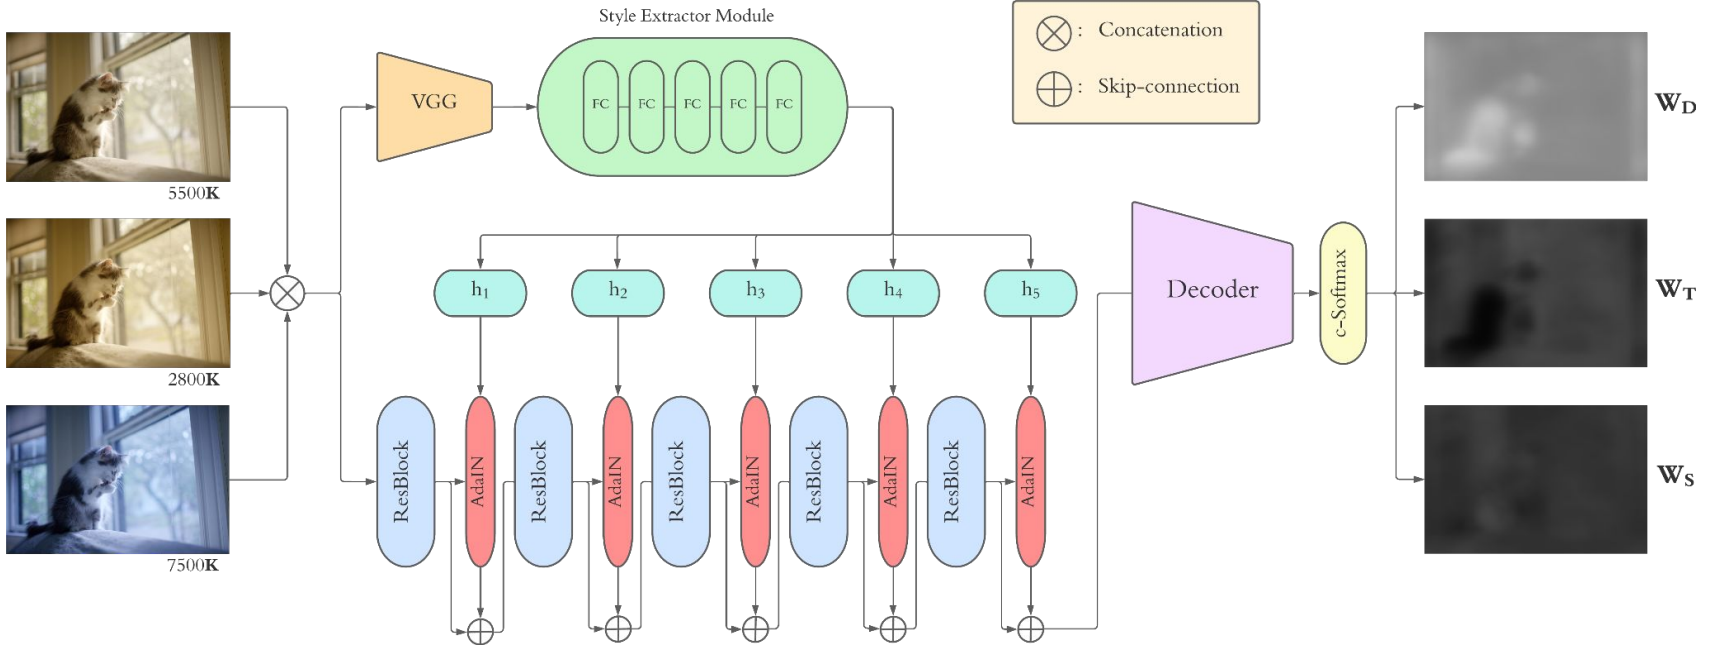 Style Extractor Module
⊗ : Concatenation
⊕ : Skip-connection
5500K
2800K
7500K
VGG
FC FC FC FC FC
h1 h2 h3 h4 h5
ResBlock
AdaIN
ResBlock
AdaIN
ResBlock
AdaIN
ResBlock
AdaIN
ResBlock
AdaIN
Decoder
c-Softmax
WD
WT
WS